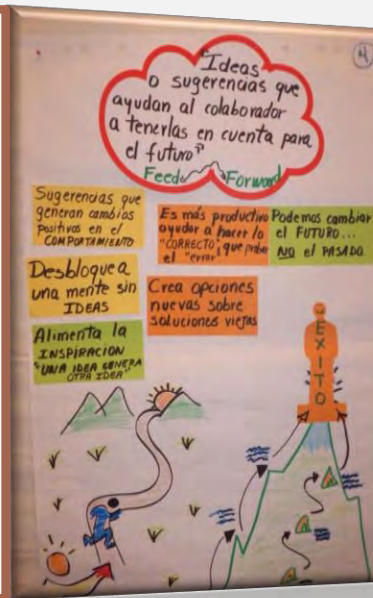 4
"Ideas
o sugerencias que
ayudan al colaborador
a tenerlas en cuenta para
el futuro"
Feed Forward
Sugerencias que
generan cambios
positivos en el
COMPORTAMIENTO
Es más productivo
ayudar a hacer lo
"CORRECTO", que probar
el "error"
Podemos cambiar
el FUTURO...
NO el PASADO
Desbloquea
una mente sin
IDEAS
Crea opciones
nuevas sobre
soluciones viejas
Alimenta la
INSPIRACION
"UNA IDEA GENERA
OTRA IDEA"
EXITO